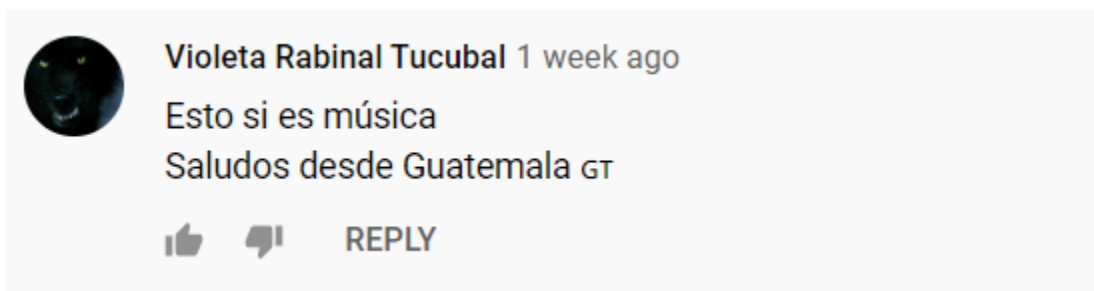 Violeta Rabinal Tucubal 1 week ago
Esto si es música
Saludos desde Guatemala GT
REPLY